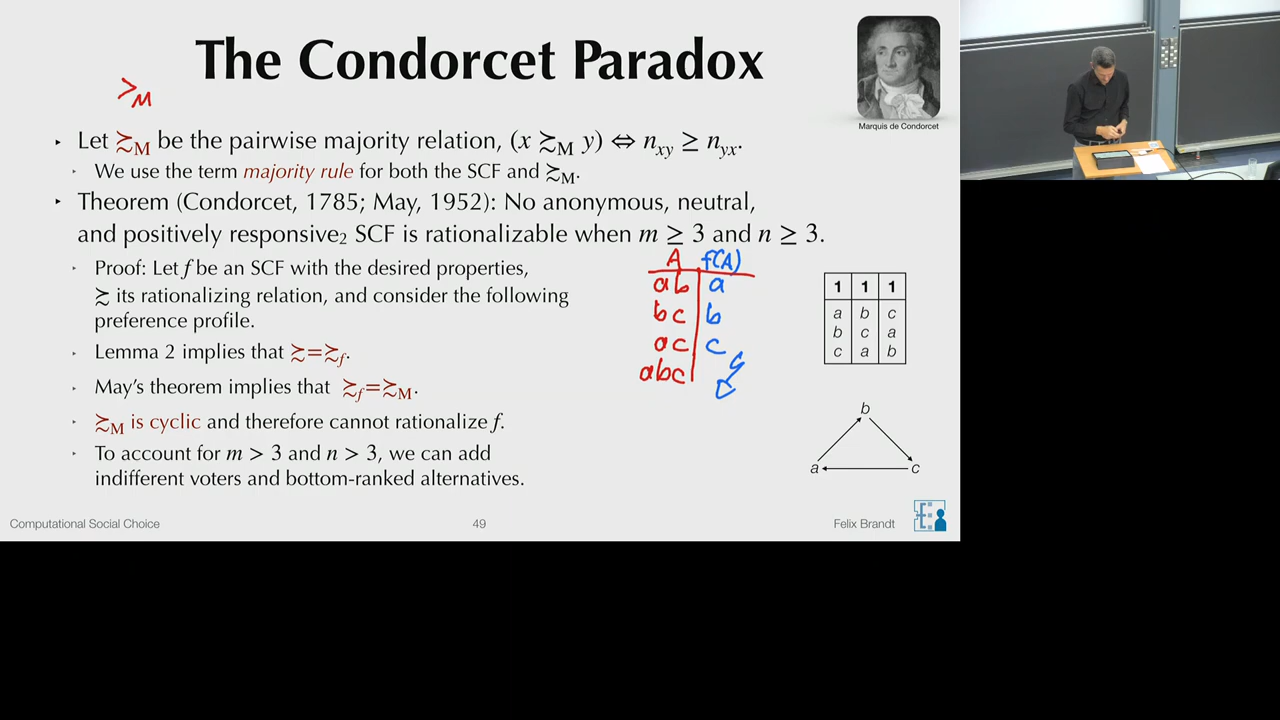 The Condorcet Paradox
≻M
Marquis de Condorcet
‣ Let ≿M be the pairwise majority relation, (x ≿M y) ⇔ nxy ≥ nyx.
‣ We use the term majority rule for both the SCF and ≿M.
‣ Theorem (Condorcet, 1785; May, 1952): No anonymous, neutral,
and positively responsive₂ SCF is rationalizable when m ≥ 3 and n ≥ 3.
‣ Proof: Let f be an SCF with the desired properties,
≿ its rationalizing relation, and consider the following
preference profile.
‣ Lemma 2 implies that ≿=≿f.
‣ May's theorem implies that ≿f=≿M.
‣ ≿M is cyclic and therefore cannot rationalize f.
‣ To account for m > 3 and n > 3, we can add
indifferent voters and bottom-ranked alternatives.
A f(A)
ab a
bc b
ac c
abc
1 1 1
a b c
b c a
c a b
b
a c
Computational Social Choice 49 Felix Brandt